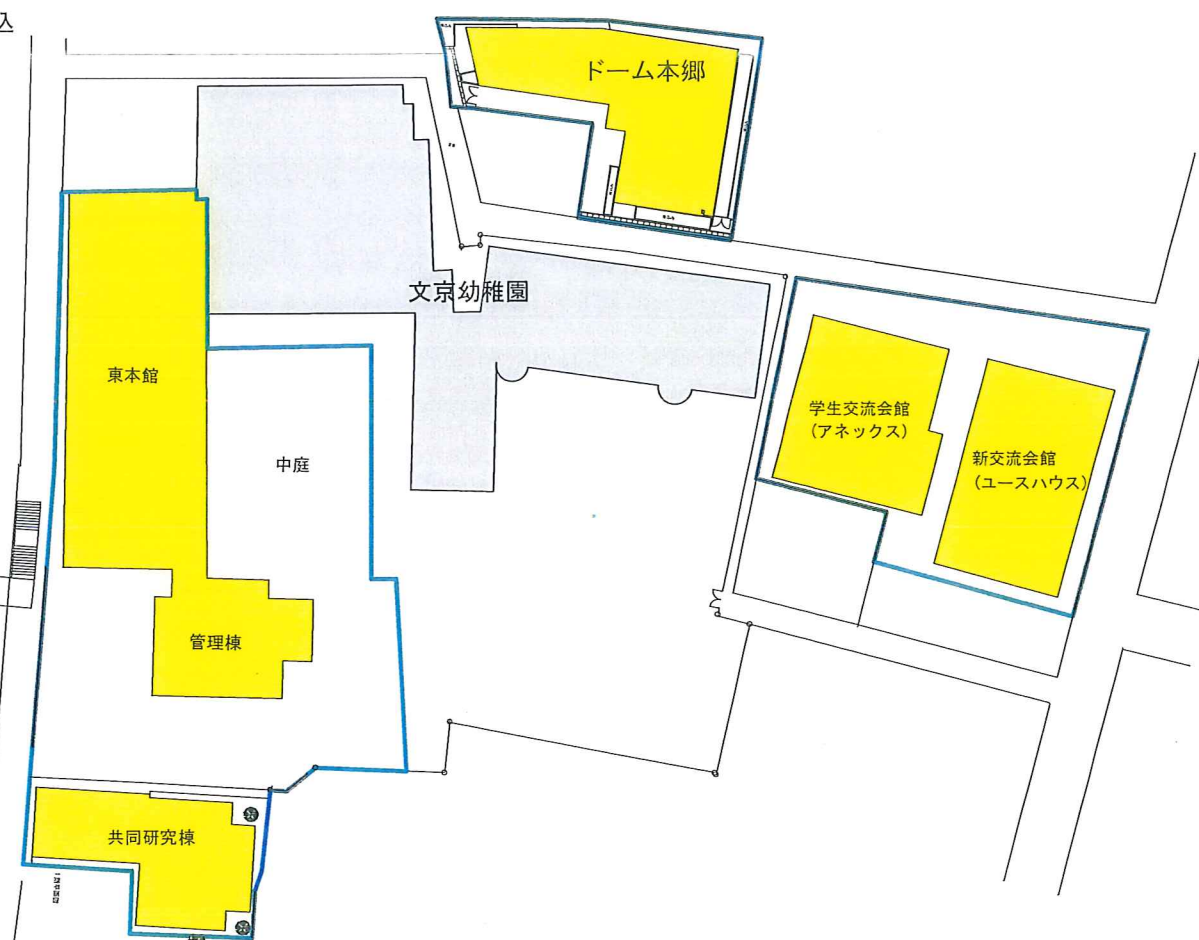 込
ドーム本郷
文京幼稚園
東本館
中庭
学生交流会館
(アネックス)
新交流会館
(ユースハウス)
管理棟
共同研究棟